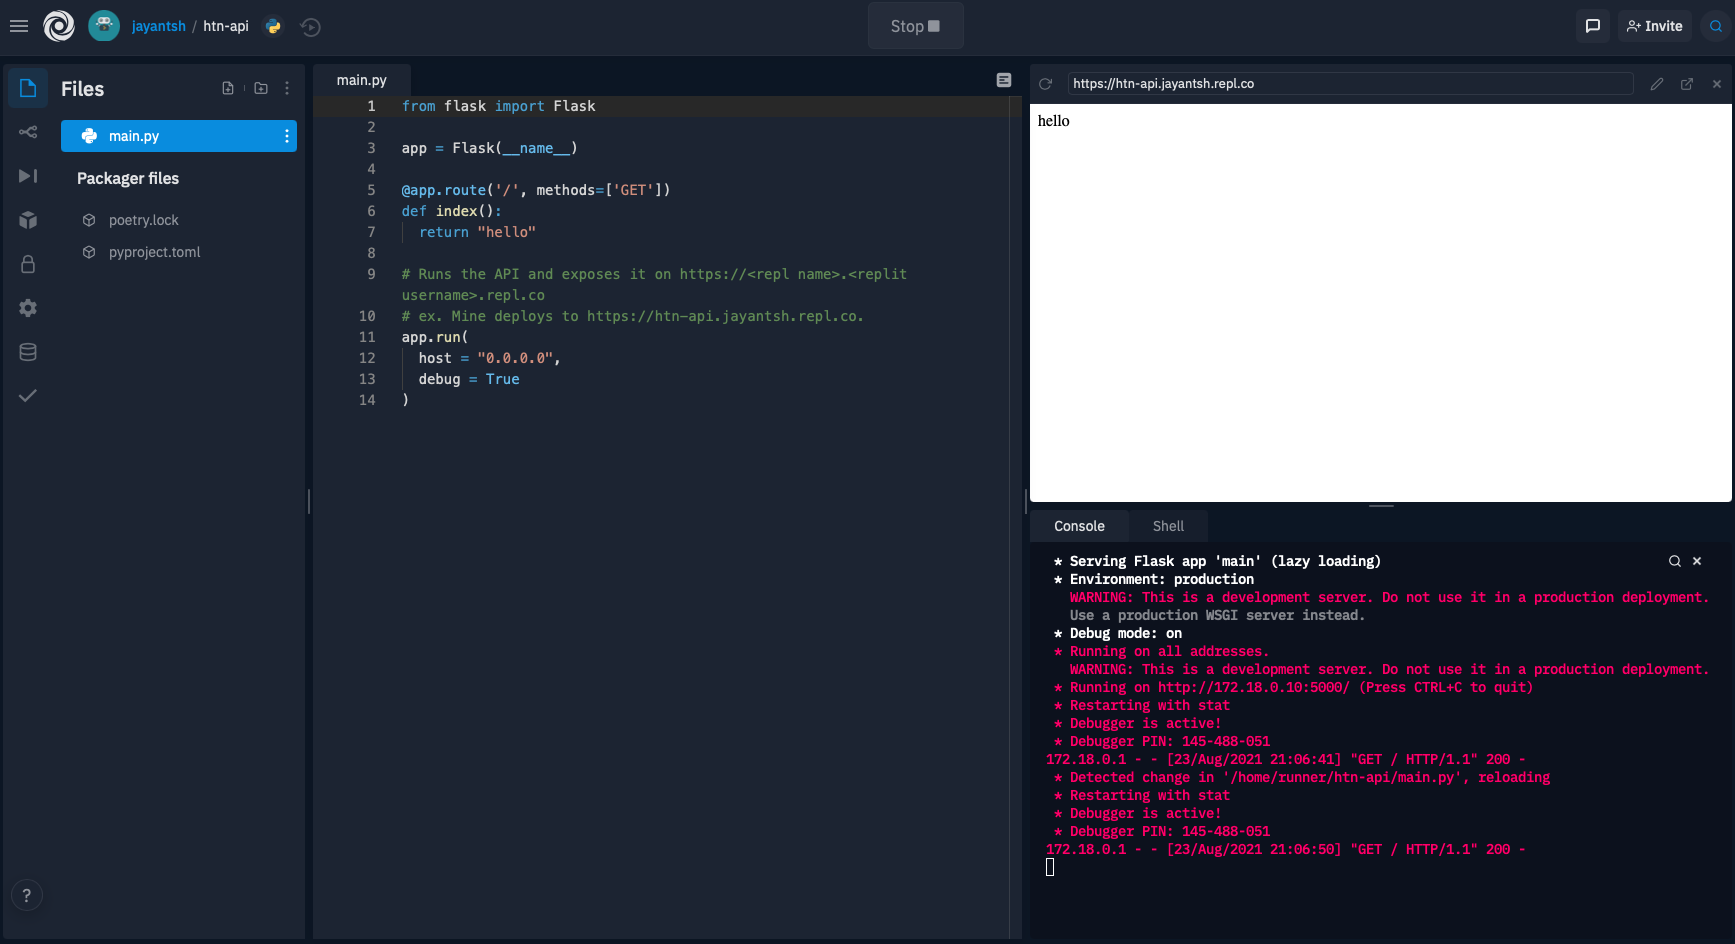 jayantsh / htn-api
Stop
Invite
Files
main.py
Packager files
poetry.lock
pyproject.toml
?
main.py
1 from flask import Flask
2
3 app = Flask(__name__)
4
5 @app.route('/', methods=['GET'])
6 def index():
7 return "hello"
8
9 # Runs the API and exposes it on https://<repl name>.<replit
username>.repl.co
10 # ex. Mine deploys to https://htn-api.jayantsh.repl.co.
11 app.run(
12 host = "0.0.0.0",
13 debug = True
14 )
https://htn-api.jayantsh.repl.co
hello
Console Shell
* Serving Flask app 'main' (lazy loading)
* Environment: production
WARNING: This is a development server. Do not use it in a production deployment.
Use a production WSGI server instead.
* Debug mode: on
* Running on all addresses.
WARNING: This is a development server. Do not use it in a production deployment.
* Running on http://172.18.0.10:5000/ (Press CTRL+C to quit)
* Restarting with stat
* Debugger is active!
* Debugger PIN: 145-488-051
172.18.0.1 - - [23/Aug/2021 21:06:41] "GET / HTTP/1.1" 200 -
* Detected change in '/home/runner/htn-api/main.py', reloading
* Restarting with stat
* Debugger is active!
* Debugger PIN: 145-488-051
172.18.0.1 - - [23/Aug/2021 21:06:50] "GET / HTTP/1.1" 200 -